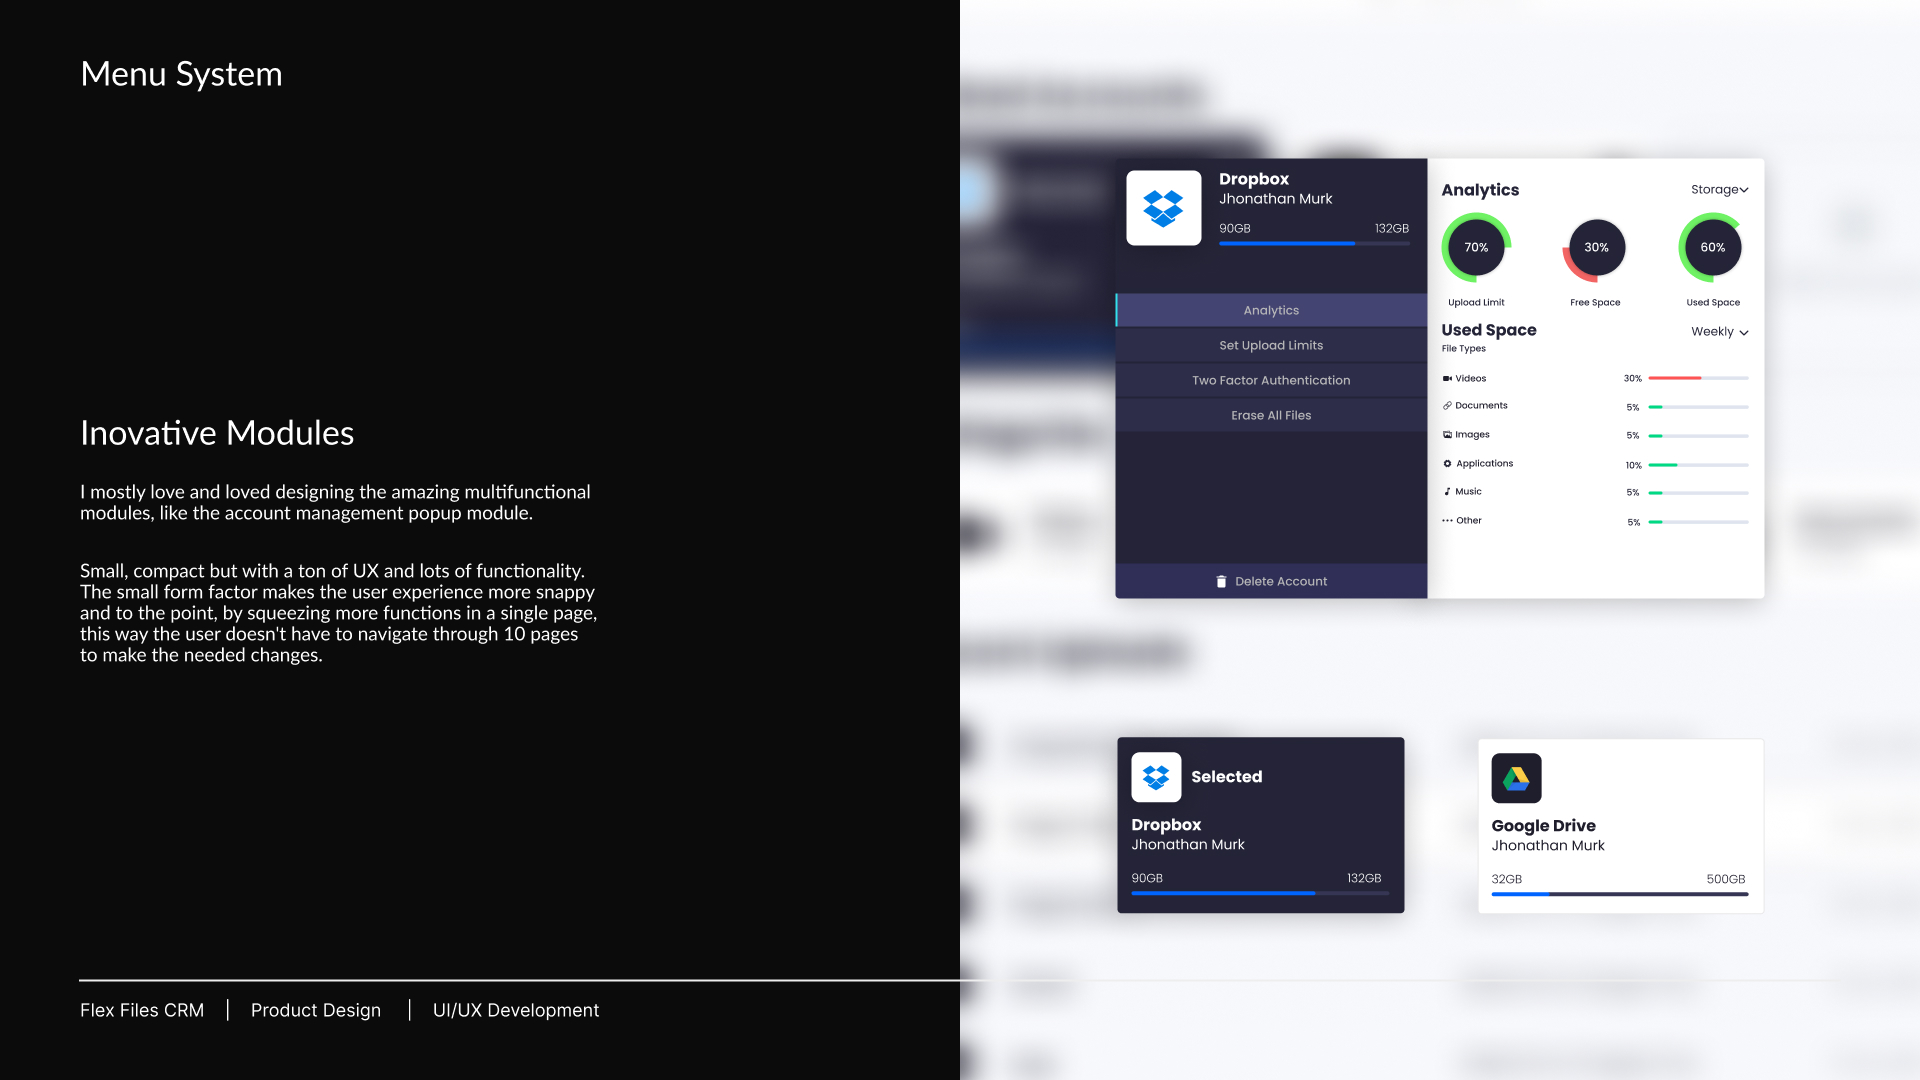 Menu System
Inovative Modules
I mostly love and loved designing the amazing multifunctional
modules, like the account management popup module.
Small, compact but with a ton of UX and lots of functionality.
The small form factor makes the user experience more snappy
and to the point, by squeezing more functions in a single page,
this way the user doesn't have to navigate through 10 pages
to make the needed changes.
Flex Files CRM | Product Design | UI/UX Development
Dropbox
Jhonathan Murk
90GB 132GB
Analytics
Set Upload Limits
Two Factor Authentication
Erase All Files
Delete Account
Analytics Storage
70% 30% 60%
Upload Limit Free Space Used Space
Used Space Weekly
File Types
Videos 30%
Documents 5%
Images 5%
Applications 10%
Music 5%
Other 5%
Selected
Dropbox
Jhonathan Murk
90GB 132GB
Google Drive
Jhonathan Murk
32GB 500GB